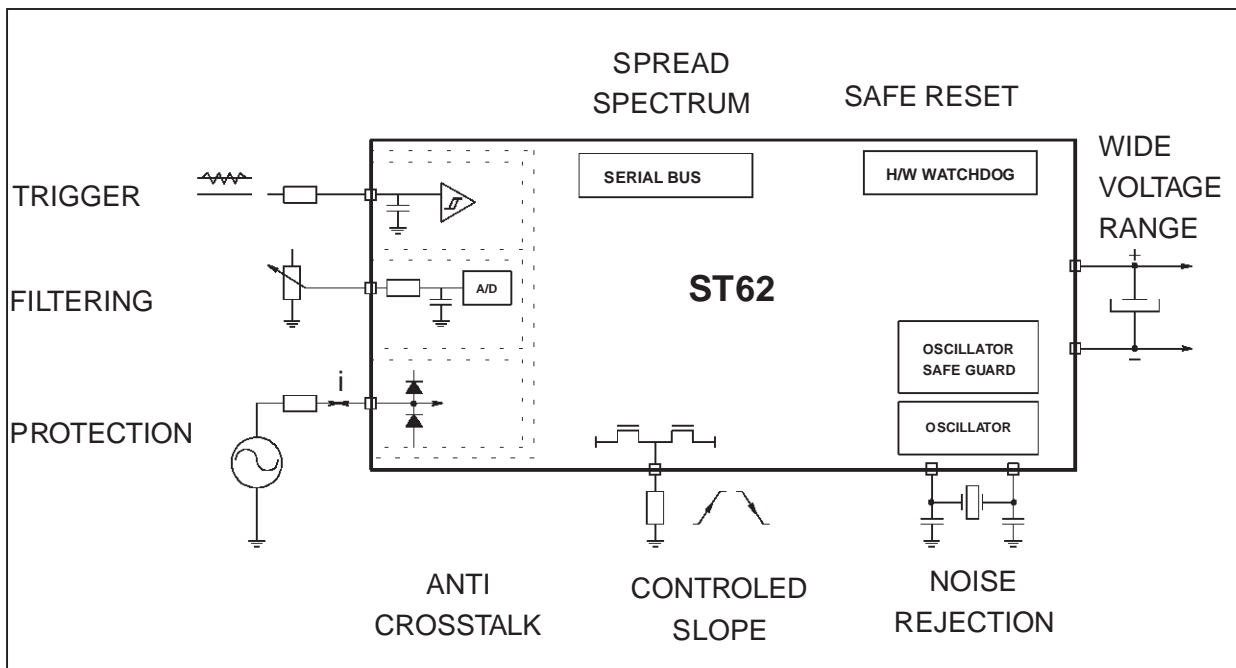 SPREAD
SPECTRUM
SAFE RESET
WIDE
VOLTAGE
RANGE
SERIAL BUS
H/W WATCHDOG
TRIGGER
FILTERING
A/D
ST62
+
−
OSCILLATOR
SAFE GUARD
i
PROTECTION
OSCILLATOR
ANTI
CROSSTALK
CONTROLED
SLOPE
NOISE
REJECTION